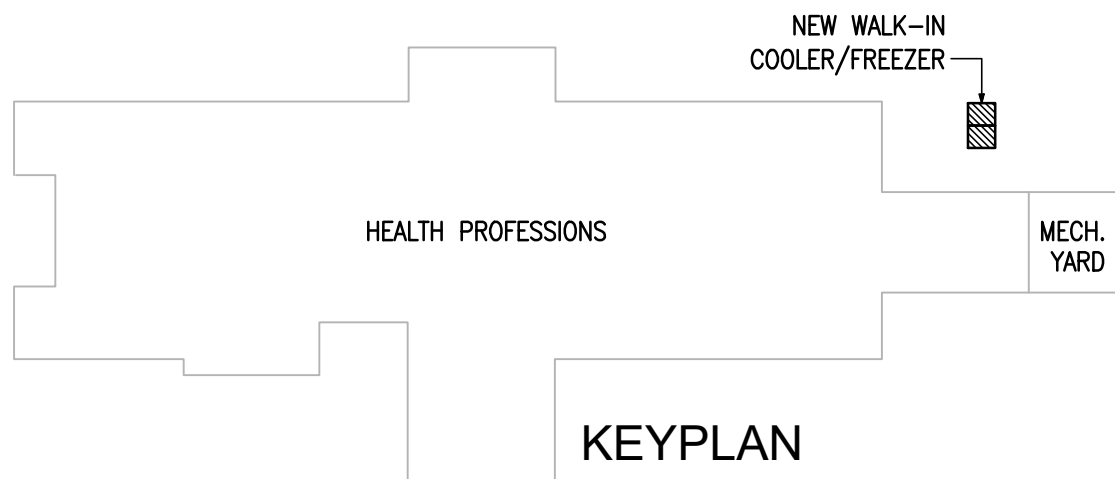 NEW WALK-IN
COOLER/FREEZER
HEALTH PROFESSIONS
MECH.
YARD
KEYPLAN